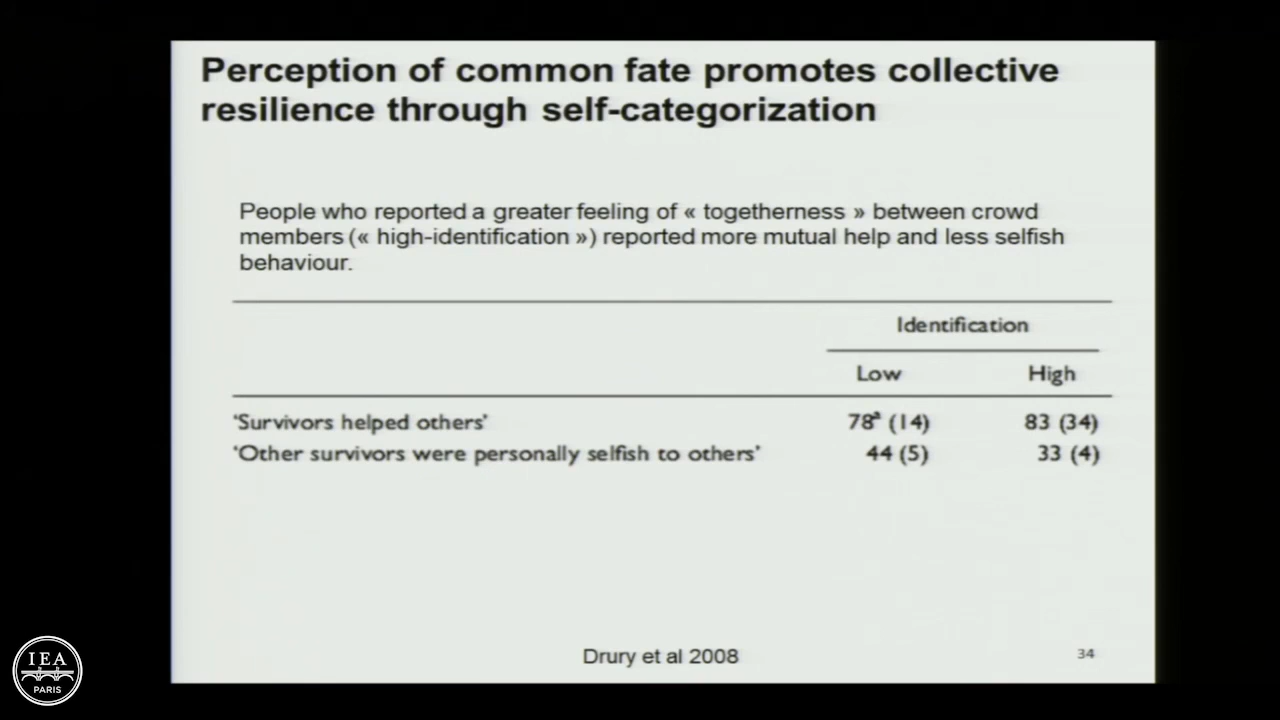 Perception of common fate promotes collective
resilience through self-categorization
People who reported a greater feeling of « togetherness » between crowd
members (« high-identification ») reported more mutual help and less selfish
behaviour.
Identification
Low High
‘Survivors helped others’ 78ª (14) 83 (34)
‘Other survivors were personally selfish to others’ 44 (5) 33 (4)
Drury et al 2008
34
IEA
PARIS